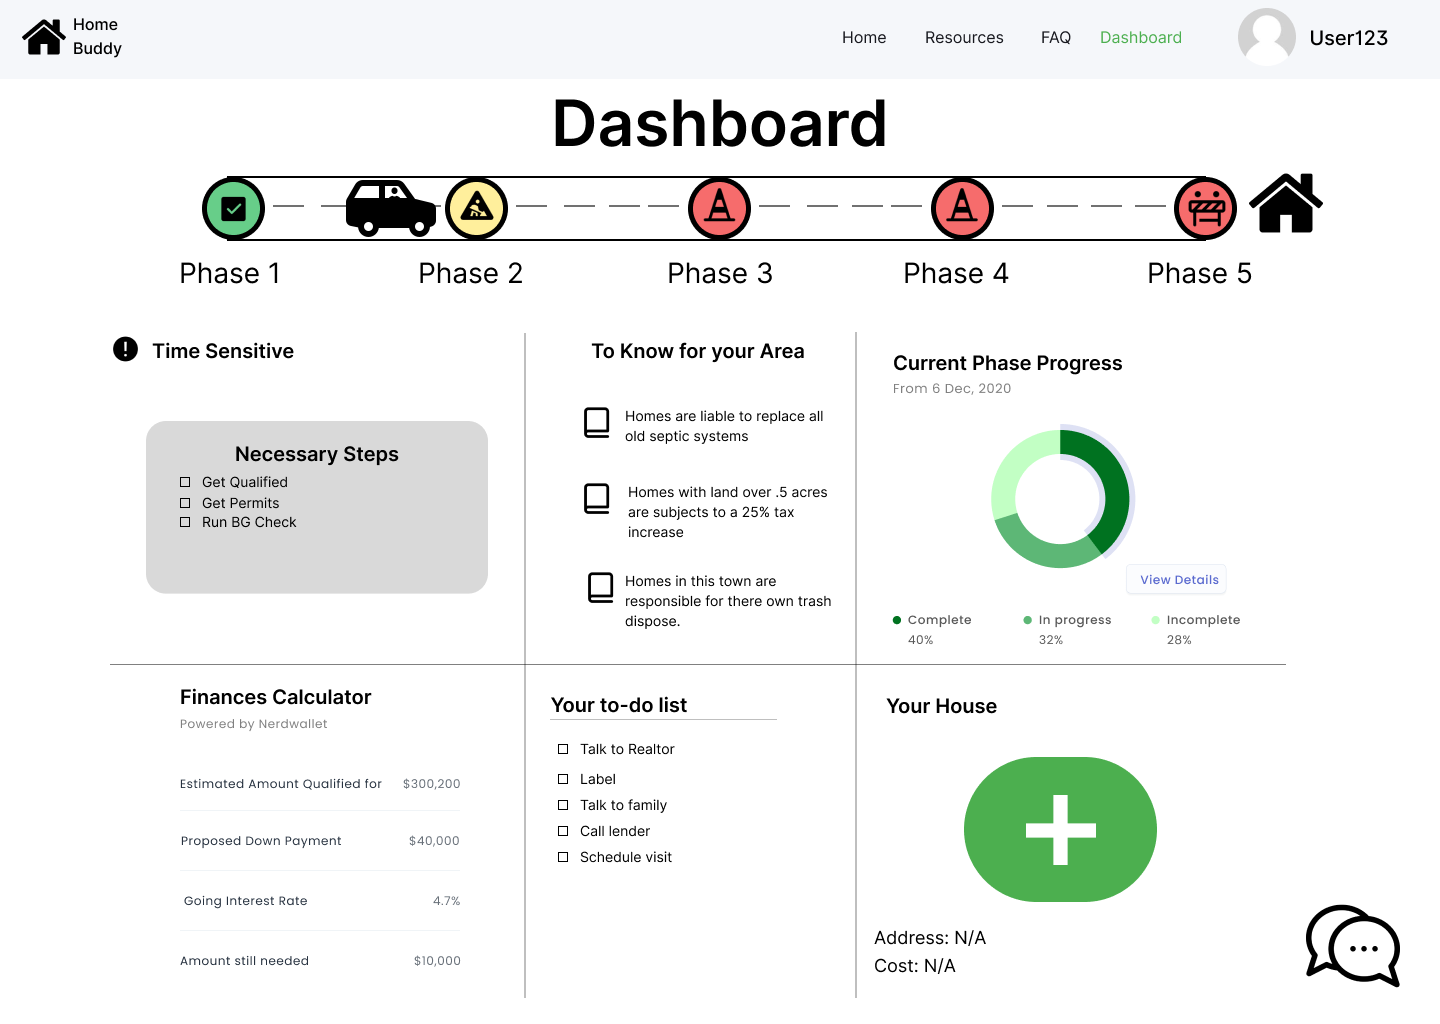 Home
Buddy
Home
Resources
FAQ
Dashboard
User123
Dashboard
Phase 1
Phase 2
Phase 3
Phase 4
Phase 5
Time Sensitive
Necessary Steps
Get Qualified
Get Permits
Run BG Check
To Know for your Area
Homes are liable to replace all
old septic systems
Homes with land over .5 acres
are subjects to a 25% tax
increase
Homes in this town are
responsible for there own trash
dispose.
Current Phase Progress
From 6 Dec, 2020
View Details
Complete
40%
In progress
32%
Incomplete
28%
Finances Calculator
Powered by Nerdwallet
Estimated Amount Qualified for $300,200
Proposed Down Payment $40,000
Going Interest Rate 4.7%
Amount still needed $10,000
Your to-do list
Talk to Realtor
Label
Talk to family
Call lender
Schedule visit
Your House
Address: N/A
Cost: N/A